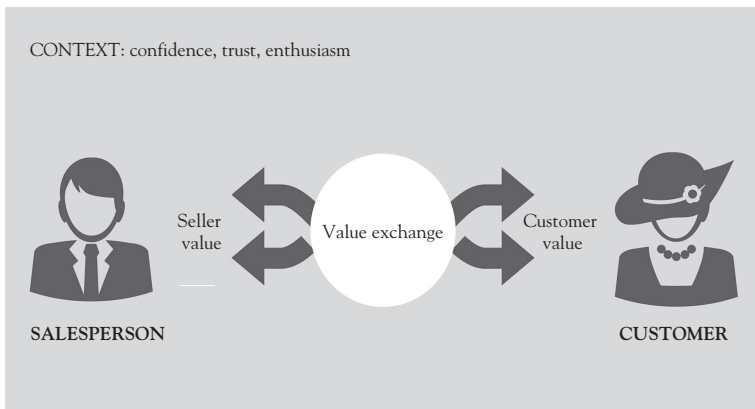 CONTEXT: confidence, trust, enthusiasm
Seller
value
Value exchange
Customer
value
SALESPERSON
CUSTOMER